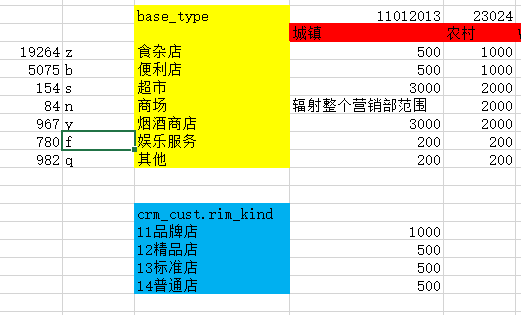 base_type 11012013 23024
城镇 农村
19264 z 食杂店 500 1000
5075 b 便利店 500 1000
154 s 超市 3000 2000
84 n 商场 辐射整个营销部范围 2000
967 y 烟酒商店 3000 2000
780 f 娱乐服务 200 200
982 q 其他 200 200
crm_cust.rim_kind
11品牌店 1000
12精品店 500
13标准店 500
14普通店 500